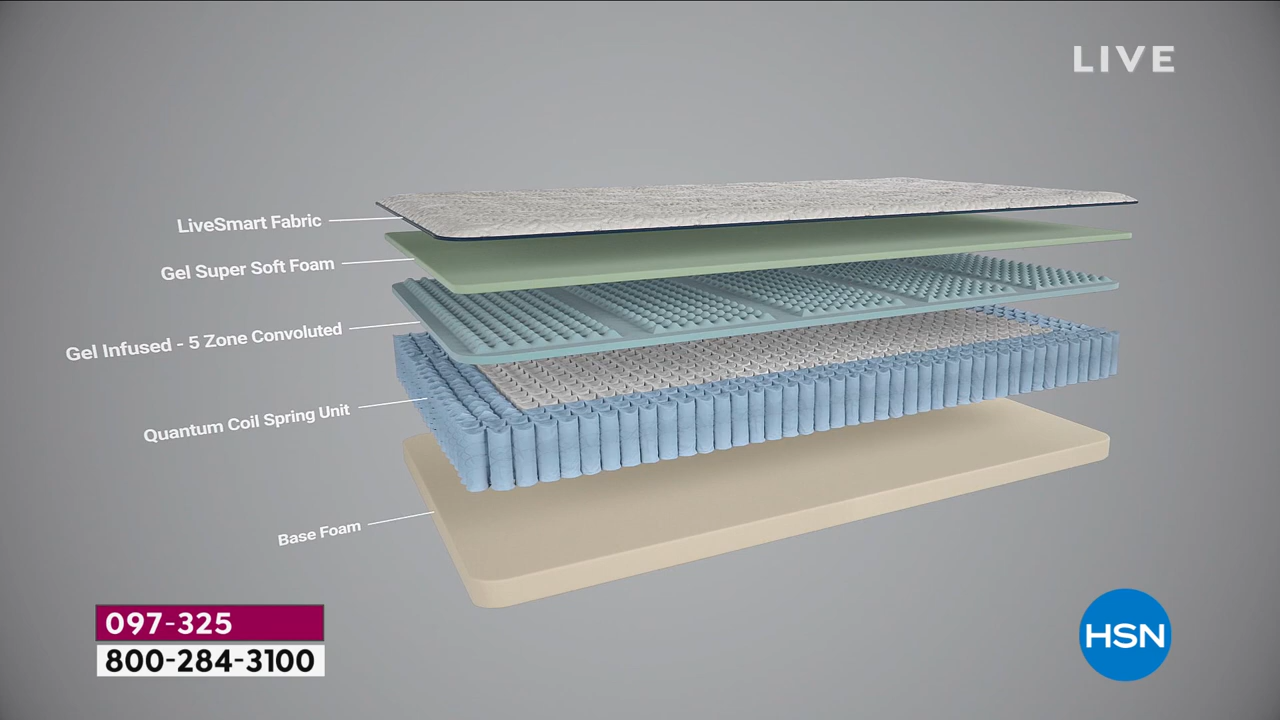 LIVE
LiveSmart Fabric
Gel Super Soft Foam
Gel Infused - 5 Zone Convoluted
Quantum Coil Spring Unit
Base Foam
097-325
800-284-3100
HSN